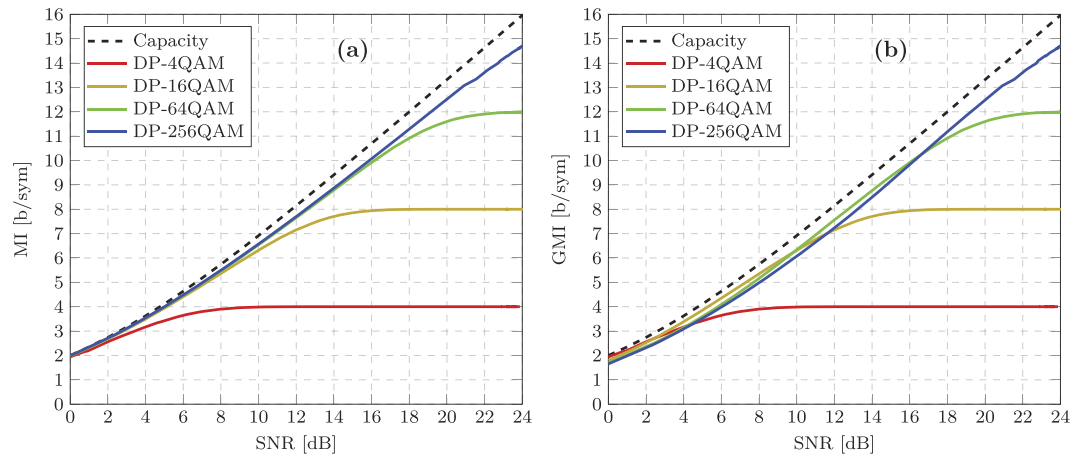 (a)
Capacity
DP-4QAM
DP-16QAM
DP-64QAM
DP-256QAM
MI [b/sym]
16
15
14
13
12
11
10
9
8
7
6
5
4
3
2
1
0
0 2 4 6 8 10 12 14 16 18 20 22 24
SNR [dB]
(b)
Capacity
DP-4QAM
DP-16QAM
DP-64QAM
DP-256QAM
GMI [b/sym]
16
15
14
13
12
11
10
9
8
7
6
5
4
3
2
1
0
0 2 4 6 8 10 12 14 16 18 20 22 24
SNR [dB]